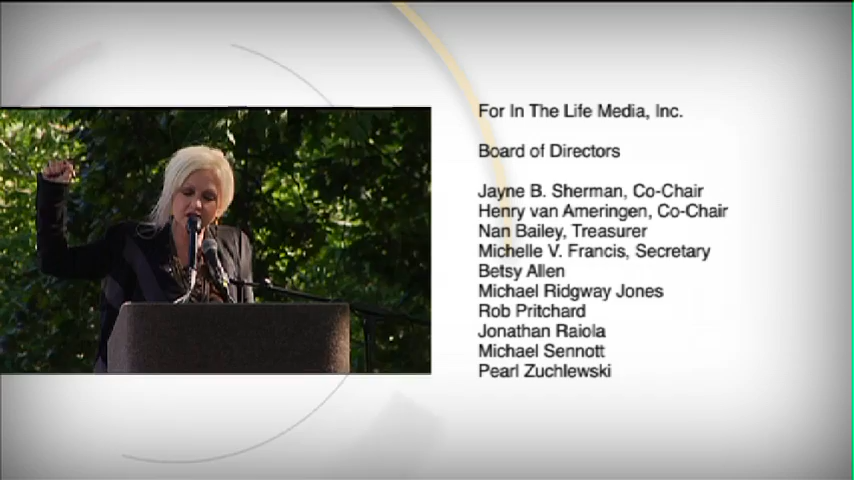 For In The Life Media, Inc.
Board of Directors
Jayne B. Sherman, Co-Chair
Henry van Ameringen, Co-Chair
Nan Bailey, Treasurer
Michelle V. Francis, Secretary
Betsy Allen
Michael Ridgway Jones
Rob Pritchard
Jonathan Raiola
Michael Sennott
Pearl Zuchlewski